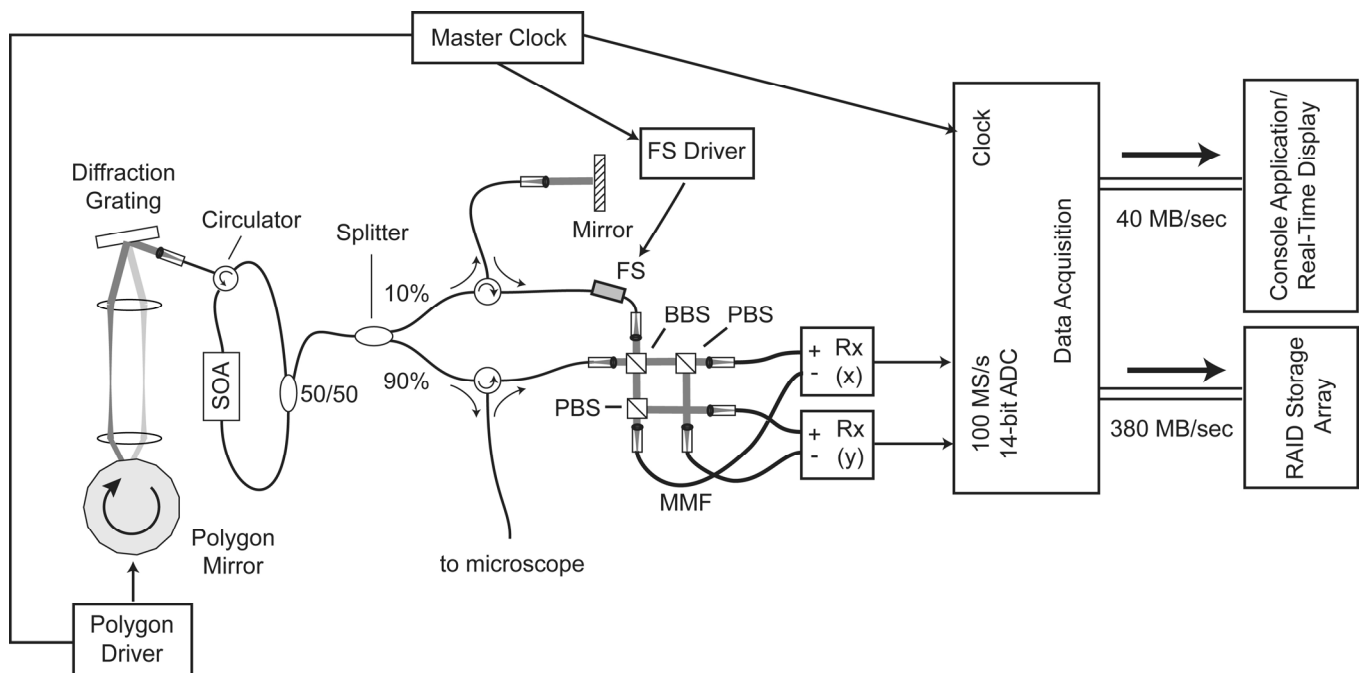 Master Clock
FS Driver
Diffraction
Grating
Circulator
Splitter
Mirror
FS
10%
BBS
PBS
SOA
50/50
90%
PBS
MMF
+ Rx
- (x)
+ Rx
- (y)
Clock
100 MS/s
14-bit ADC
Data Acquisition
40 MB/sec
Console Application/
Real-Time Display
380 MB/sec
RAID Storage
Array
Polygon
Mirror
to microscope
Polygon
Driver